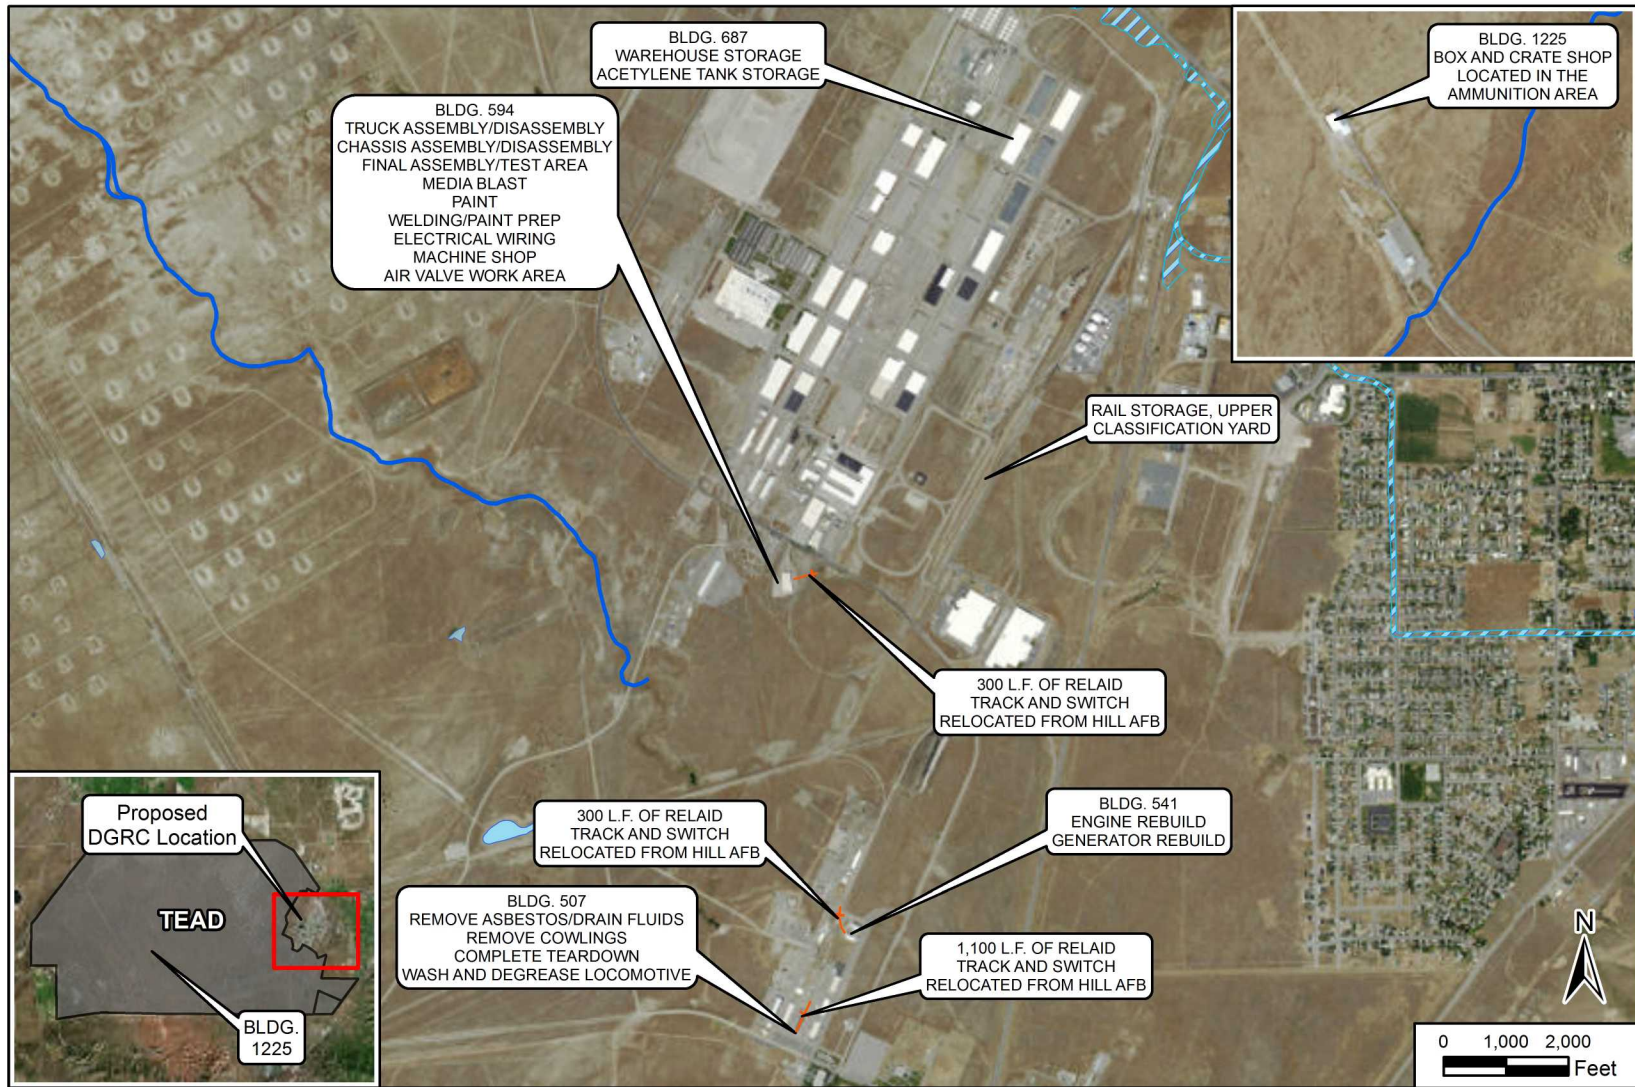 BLDG. 687
WAREHOUSE STORAGE
ACETYLENE TANK STORAGE
BLDG. 1225
BOX AND CRATE SHOP
LOCATED IN THE
AMMUNITION AREA
BLDG. 594
TRUCK ASSEMBLY/DISASSEMBLY
CHASSIS ASSEMBLY/DISASSEMBLY
FINAL ASSEMBLY/TEST AREA
MEDIA BLAST
PAINT
WELDING/PAINT PREP
ELECTRICAL WIRING
MACHINE SHOP
AIR VALVE WORK AREA
RAIL STORAGE, UPPER
CLASSIFICATION YARD
300 L.F. OF RELAID
TRACK AND SWITCH
RELOCATED FROM HILL AFB
Proposed
DGRC Location
TEAD
BLDG.
1225
300 L.F. OF RELAID
TRACK AND SWITCH
RELOCATED FROM HILL AFB
BLDG. 541
ENGINE REBUILD
GENERATOR REBUILD
BLDG. 507
REMOVE ASBESTOS/DRAIN FLUIDS
REMOVE COWLINGS
COMPLETE TEARDOWN
WASH AND DEGREASE LOCOMOTIVE
1,100 L.F. OF RELAID
TRACK AND SWITCH
RELOCATED FROM HILL AFB
N
0 1,000 2,000
Feet